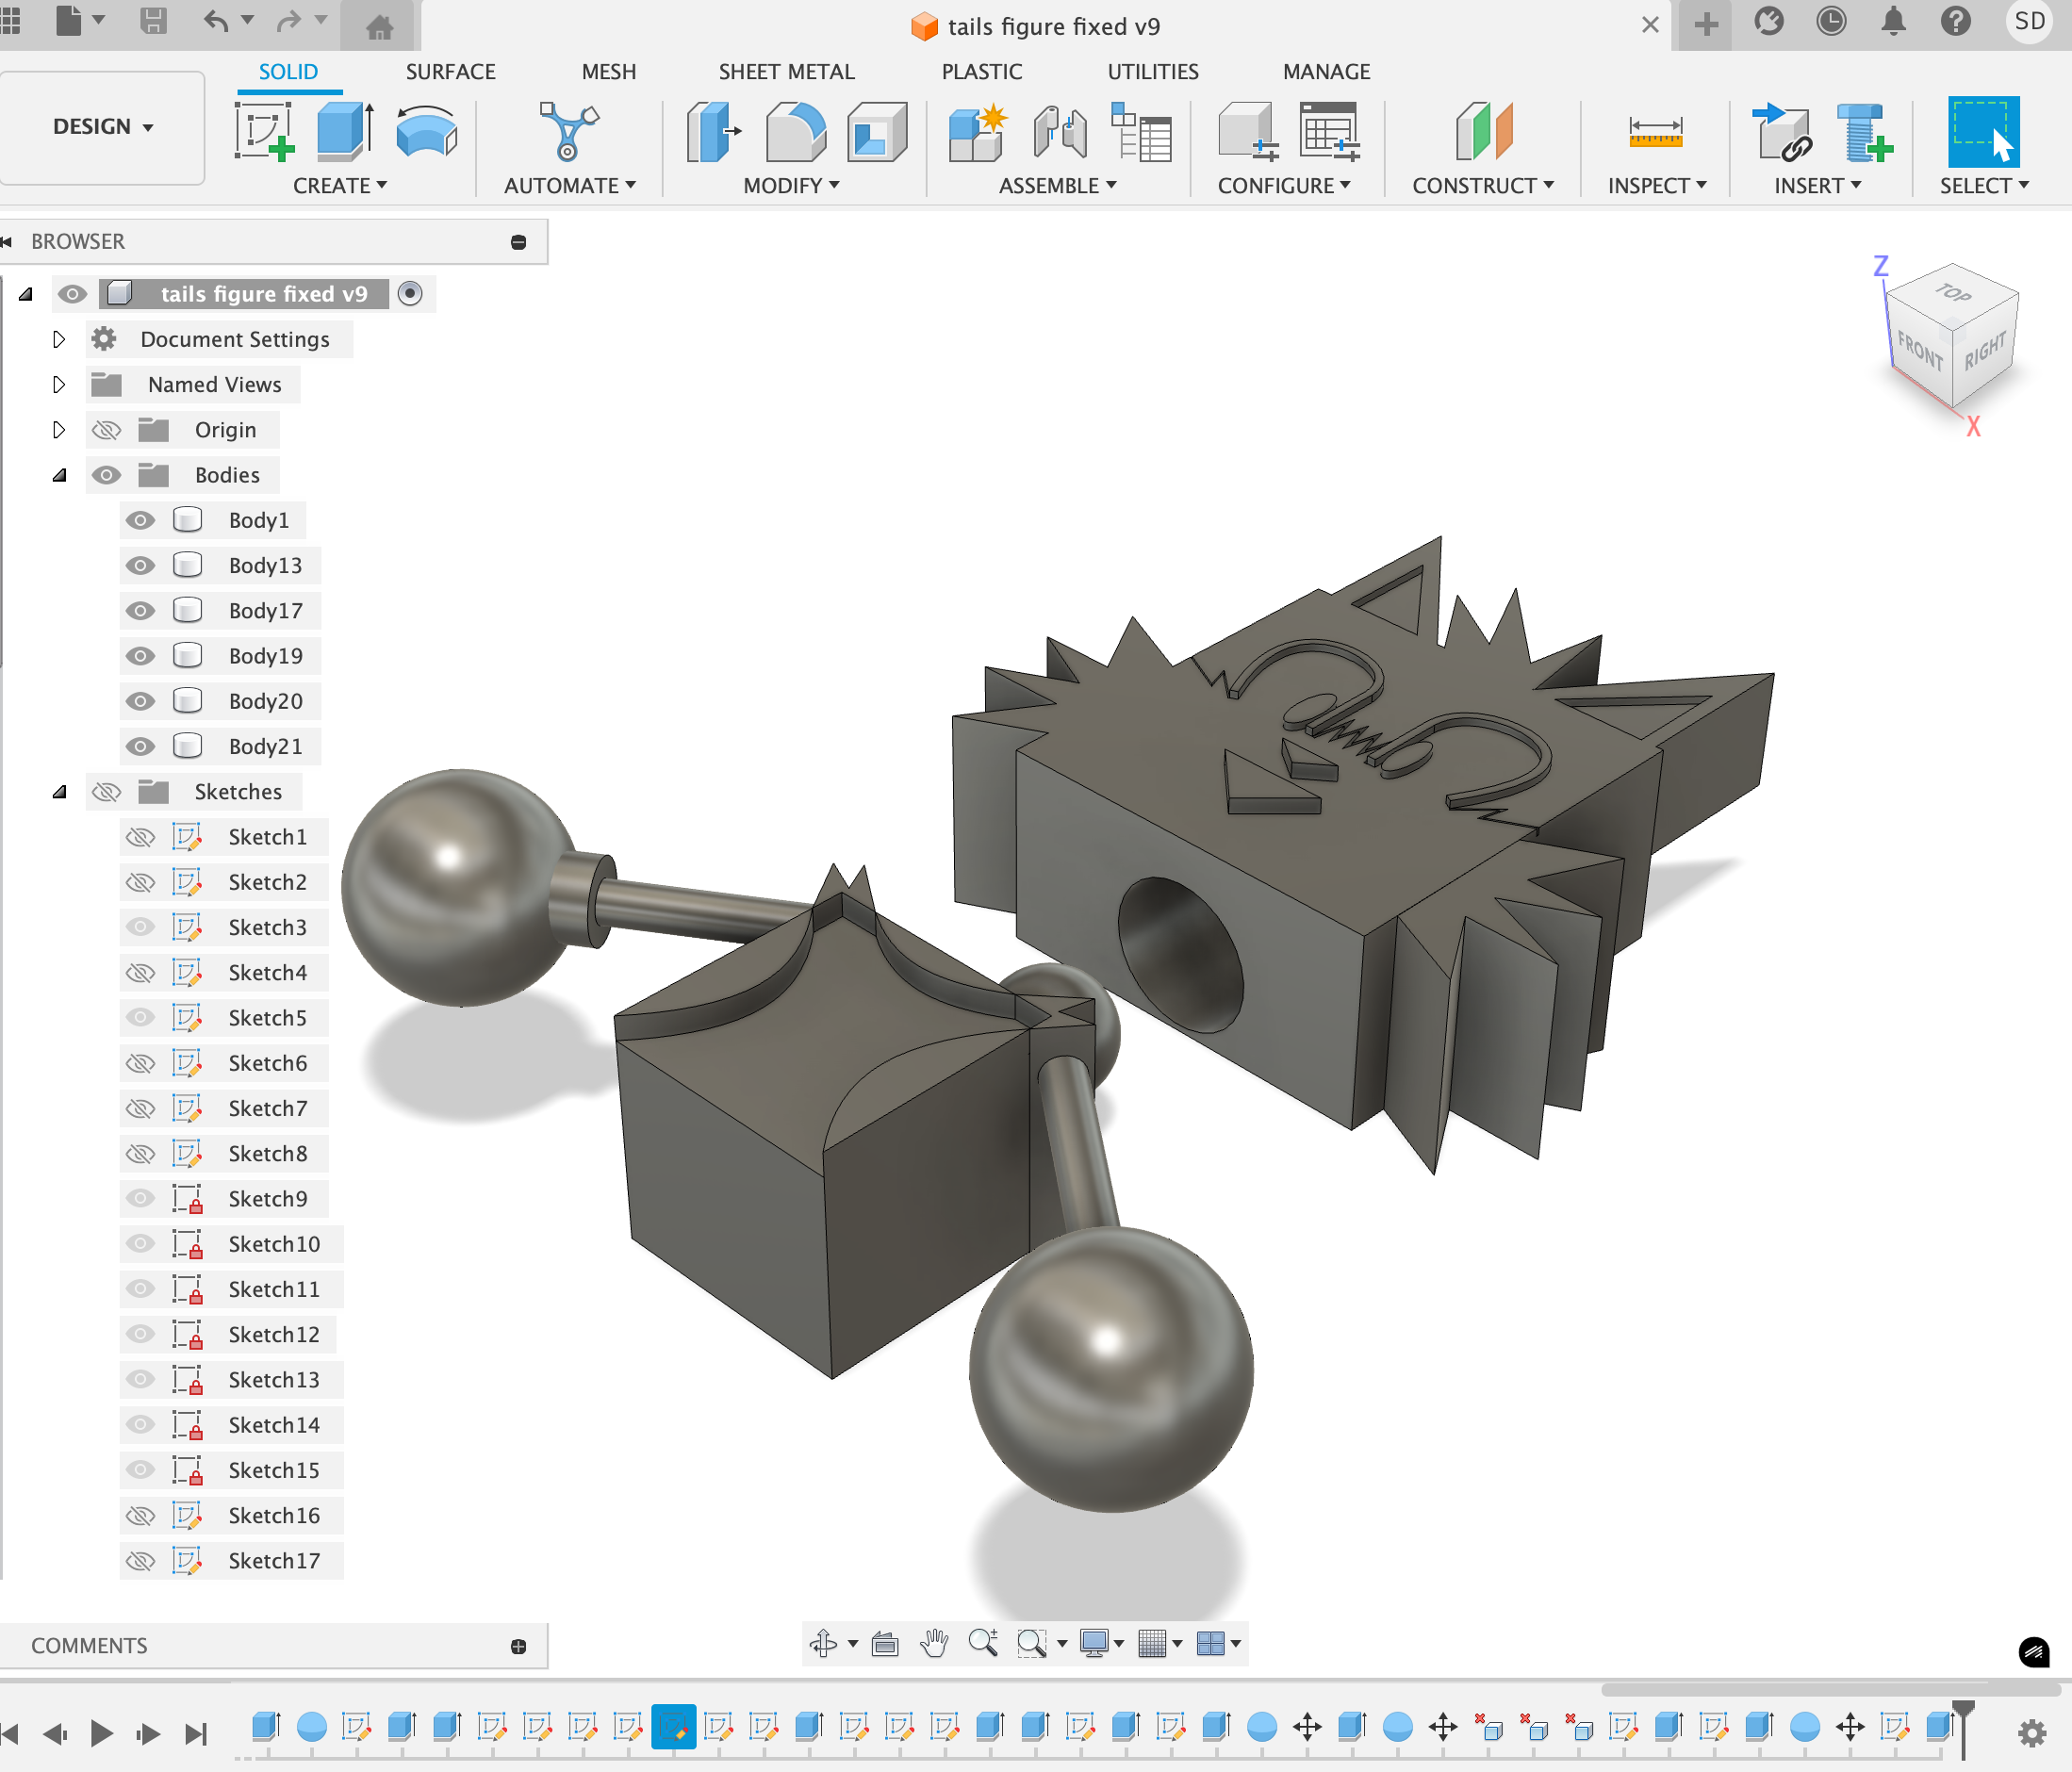 tails figure fixed v9
SD
SOLID SURFACE MESH SHEET METAL PLASTIC UTILITIES MANAGE
DESIGN
CREATE AUTOMATE MODIFY ASSEMBLE CONFIGURE CONSTRUCT INSPECT INSERT SELECT
BROWSER
tails figure fixed v9
Document Settings
Named Views
Origin
Bodies
Body1
Body13
Body17
Body19
Body20
Body21
Sketches
Sketch1
Sketch2
Sketch3
Sketch4
Sketch5
Sketch6
Sketch7
Sketch8
Sketch9
Sketch10
Sketch11
Sketch12
Sketch13
Sketch14
Sketch15
Sketch16
Sketch17
Z
TOP
FRONT
RIGHT
X
COMMENTS